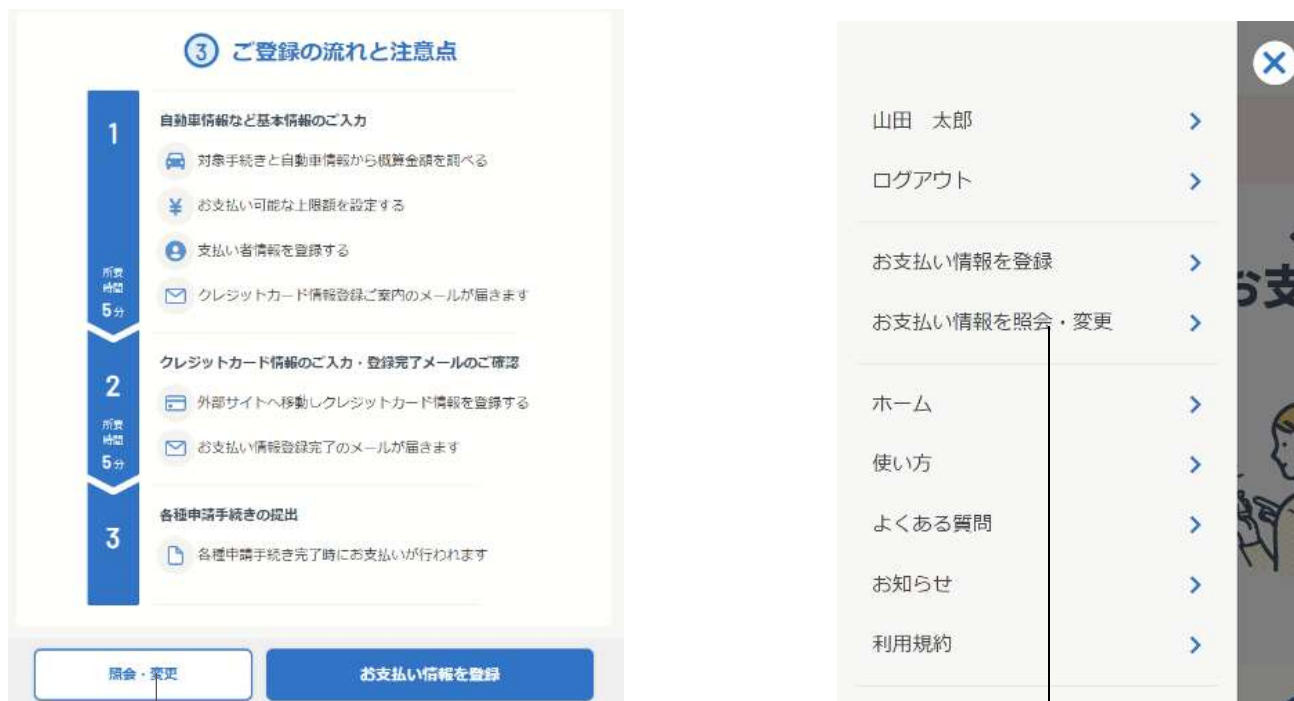 ③ ご登録の流れと注意点
1
自動車情報など基本情報のご入力
対象手続きと自動車情報から概算金額を調べる
お支払い可能な上限額を設定する
支払い者情報を登録する
クレジットカード情報登録ご案内のメールが届きます
所要
時間
5分
2
クレジットカード情報のご入力・登録完了メールのご確認
外部サイトへ移動しクレジットカード情報を登録する
お支払い情報登録完了のメールが届きます
所要
時間
5分
3
各種申請手続きの提出
各種申請手続き完了時にお支払いが行われます
照会・変更
お支払い情報を登録
山田 太郎
ログアウト
お支払い情報を登録
お支払い情報を照会・変更
ホーム
使い方
よくある質問
お知らせ
利用規約
お支